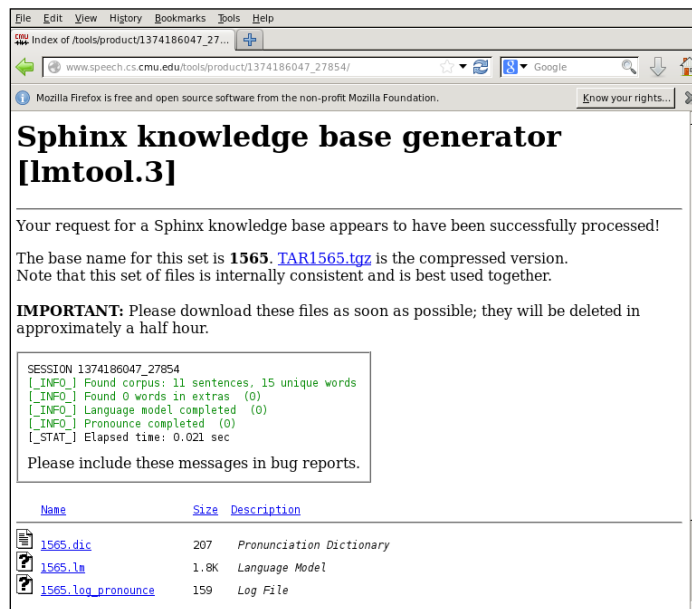 File Edit View History Bookmarks Tools Help
CMU Index of /tools/product/1374186047_27...
www.speech.cs.cmu.edu/tools/product/1374186047_27854/ Google
Mozilla Firefox is free and open source software from the non-profit Mozilla Foundation. Know your rights...
Sphinx knowledge base generator
[lmtool.3]
Your request for a Sphinx knowledge base appears to have been successfully processed!
The base name for this set is 1565. TAR1565.tgz is the compressed version.
Note that this set of files is internally consistent and is best used together.
IMPORTANT: Please download these files as soon as possible; they will be deleted in
approximately a half hour.
SESSION 1374186047_27854
[_INFO_] Found corpus: 11 sentences, 15 unique words
[_INFO_] Found 0 words in extras (0)
[_INFO_] Language model completed (0)
[_INFO_] Pronounce completed (0)
[_STAT_] Elapsed time: 0.021 sec
Please include these messages in bug reports.
Name Size Description
1565.dic 207 Pronunciation Dictionary
1565.lm 1.8K Language Model
1565.log_pronounce 159 Log File